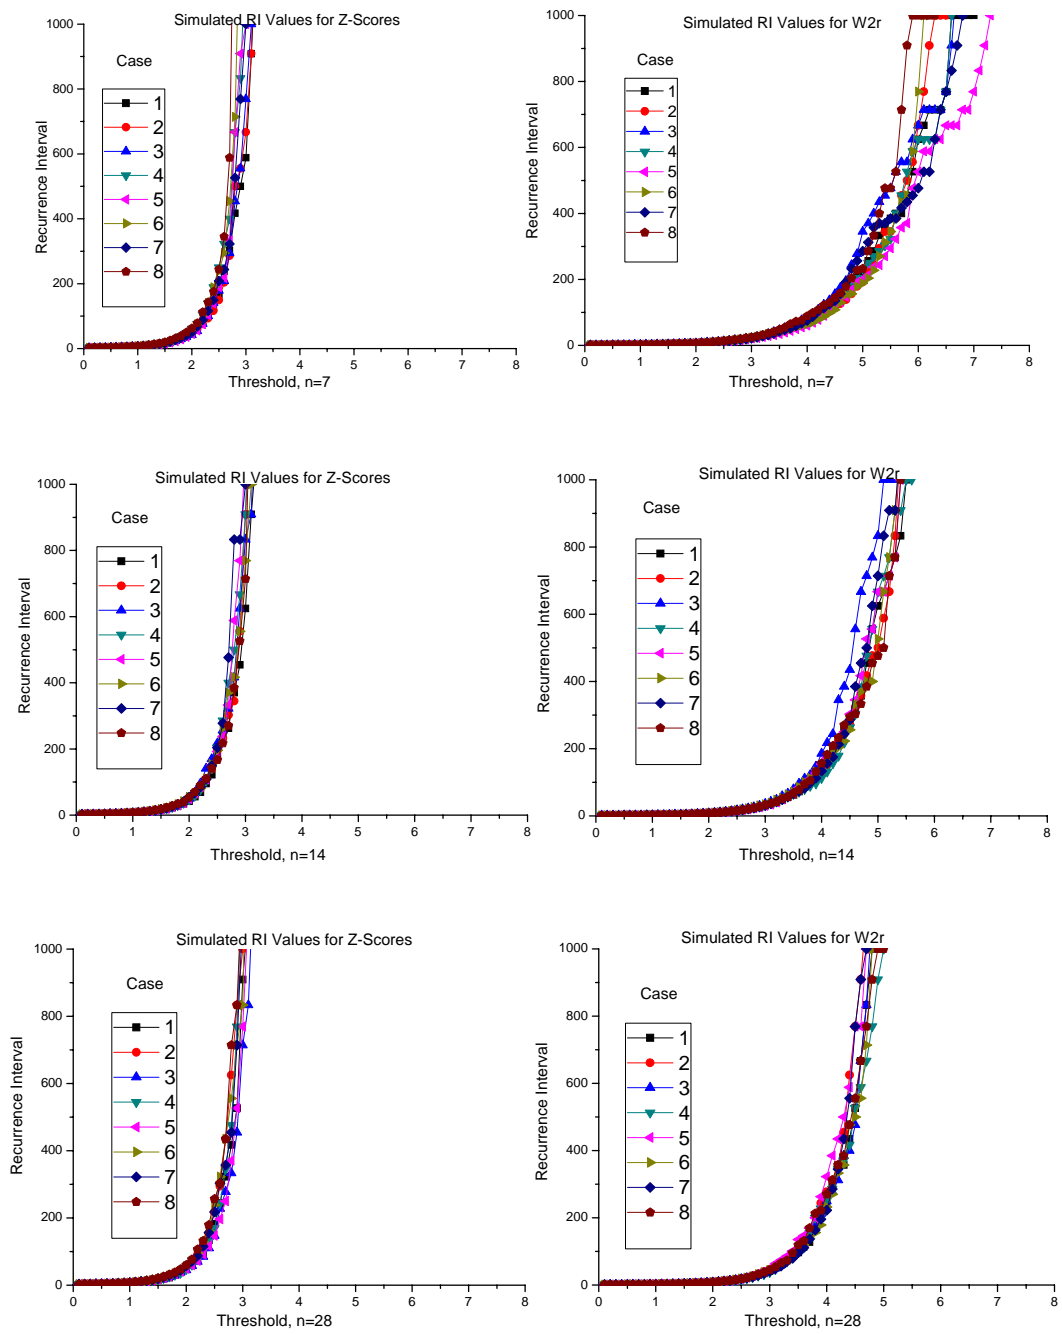 Simulated RI Values for Z-Scores
Recurrence Interval
1000
800
600
400
200
0
Case
1
2
3
4
5
6
7
8
0 1 2 3 4 5 6 7 8
Threshold, n=7
Simulated RI Values for W2r
Recurrence Interval
1000
800
600
400
200
0
Case
1
2
3
4
5
6
7
8
0 1 2 3 4 5 6 7 8
Threshold, n=7
Simulated RI Values for Z-Scores
Recurrence Interval
1000
800
600
400
200
0
Case
1
2
3
4
5
6
7
8
0 1 2 3 4 5 6 7 8
Threshold, n=14
Simulated RI Values for W2r
Recurrence Interval
1000
800
600
400
200
0
Case
1
2
3
4
5
6
7
8
0 1 2 3 4 5 6 7 8
Threshold, n=14
Simulated RI Values for Z-Scores
Recurrence Interval
1000
800
600
400
200
0
Case
1
2
3
4
5
6
7
8
0 1 2 3 4 5 6 7 8
Threshold, n=28
Simulated RI Values for W2r
Recurrence Interval
1000
800
600
400
200
0
Case
1
2
3
4
5
6
7
8
0 1 2 3 4 5 6 7 8
Threshold, n=28